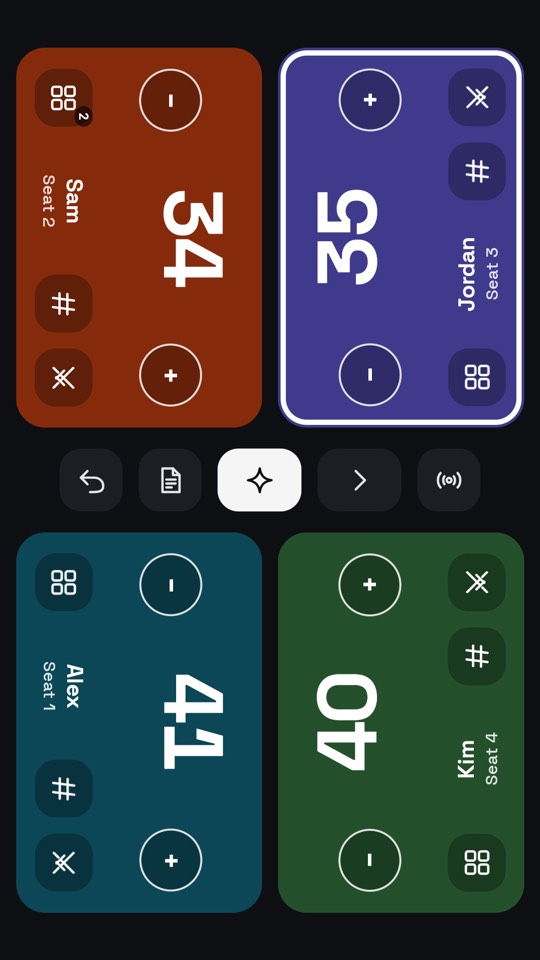 2
Sam
Seat 2
34
-
+
#
Jordan
Seat 3
35
+
-
#
Alex
Seat 1
41
-
+
#
Kim
Seat 4
40
+
-
#